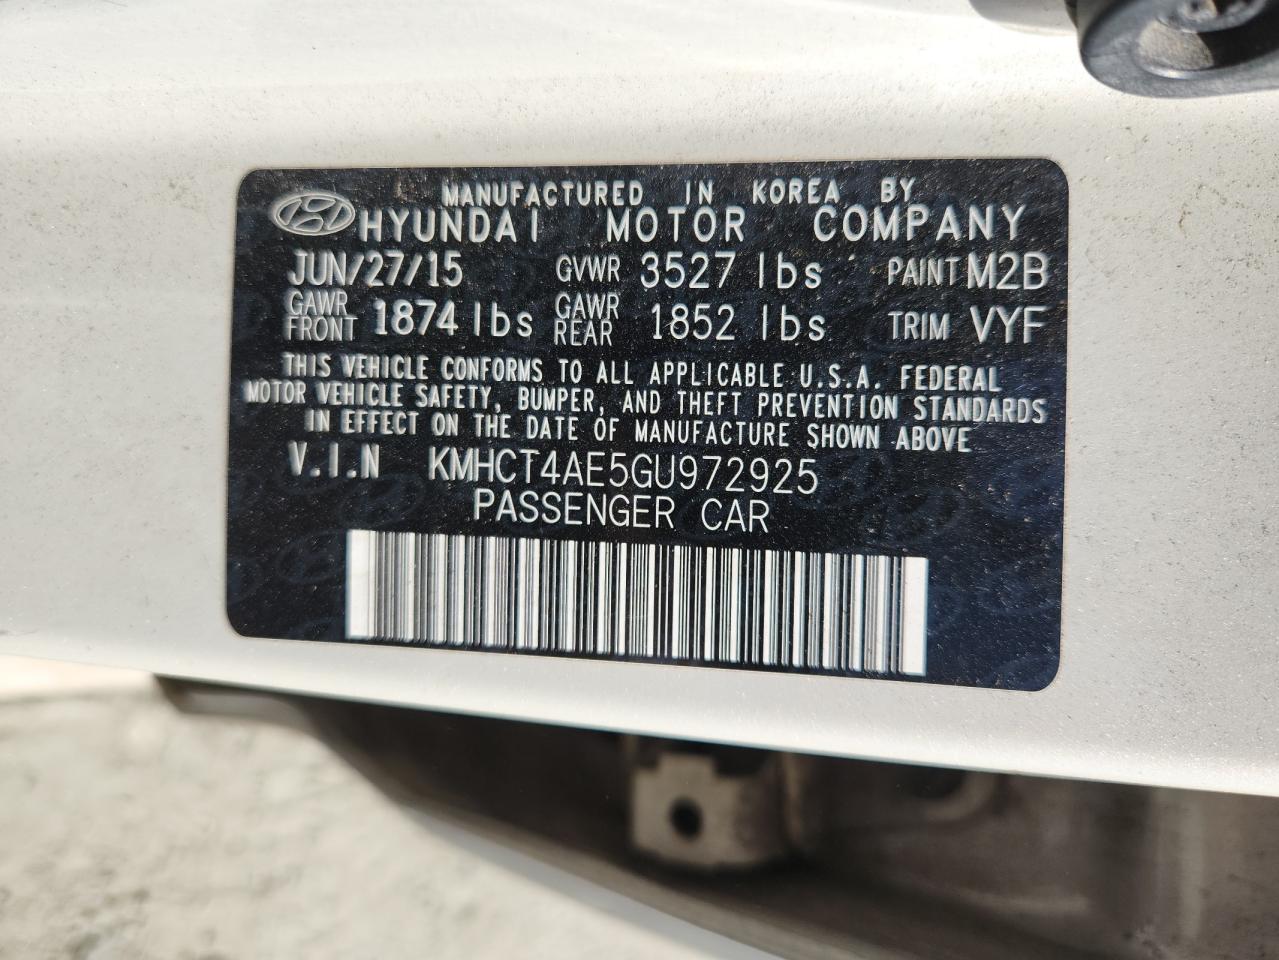 MANUFACTURED IN KOREA BY
HYUNDAI MOTOR COMPANY
JUN/27/15 GVWR 3527 lbs PAINT M2B
GAWR FRONT 1874 lbs GAWR REAR 1852 lbs TRIM VYF
THIS VEHICLE CONFORMS TO ALL APPLICABLE U.S.A. FEDERAL
MOTOR VEHICLE SAFETY, BUMPER, AND THEFT PREVENTION STANDARDS
IN EFFECT ON THE DATE OF MANUFACTURE SHOWN ABOVE
V.I.N KMHCT4AE5GU972925
PASSENGER CAR